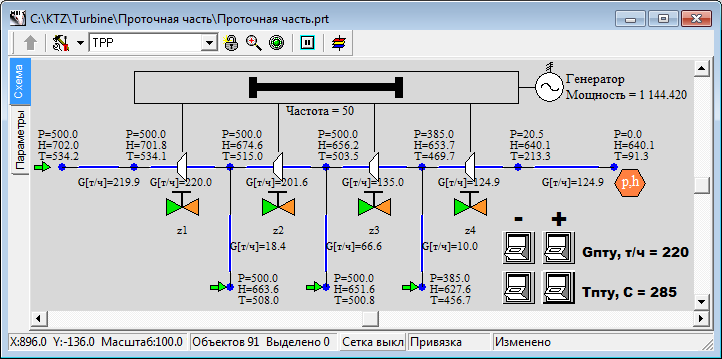 C:\KTZ\Turbine\Проточная часть\Проточная часть.prt
TPP
Схема
Параметры
Генератор
Мощность = 1 144.420
Частота = 50
P=500.0
H=702.0
T=534.2
P=500.0
H=701.8
T=534.1
P=500.0
H=674.6
T=515.0
P=500.0
H=656.2
T=503.5
P=385.0
H=653.7
T=469.7
P=20.5
H=640.1
T=213.3
P=0.0
H=640.1
T=91.3
G[т/ч]=219.9
G[т/ч]=220.0
G[т/ч]=201.6
G[т/ч]=135.0
G[т/ч]=124.9
G[т/ч]=124.9
p,h
z1
z2
z3
z4
G[т/ч]=18.4
G[т/ч]=66.6
G[т/ч]=10.0
P=500.0
H=663.6
T=508.0
P=500.0
H=651.6
T=500.8
P=385.0
H=627.6
T=456.7
- +
Gпту, т/ч = 220
Tпту, С = 285
X:896.0 Y:-136.0 Масштаб:100.0 Объектов 91 Выделено 0 Сетка выкл Привязка Изменено